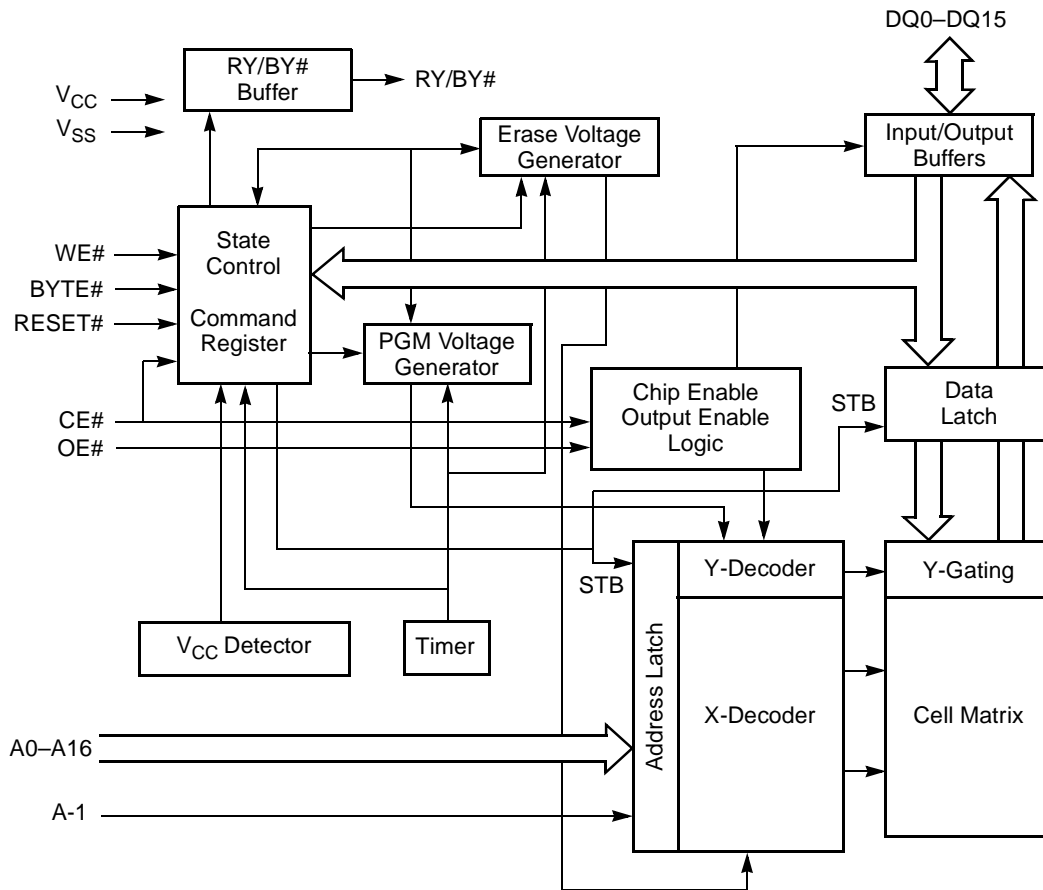 DQ0–DQ15
RY/BY#
Buffer
RY/BY#
VCC
VSS
Erase Voltage
Generator
Input/Output
Buffers
State
Control
Command
Register
WE#
BYTE#
RESET#
PGM Voltage
Generator
CE#
OE#
Chip Enable
Output Enable
Logic
STB
Data
Latch
STB
Y-Decoder
Y-Gating
VCC Detector
Timer
Address Latch
X-Decoder
Cell Matrix
A0–A16
A-1